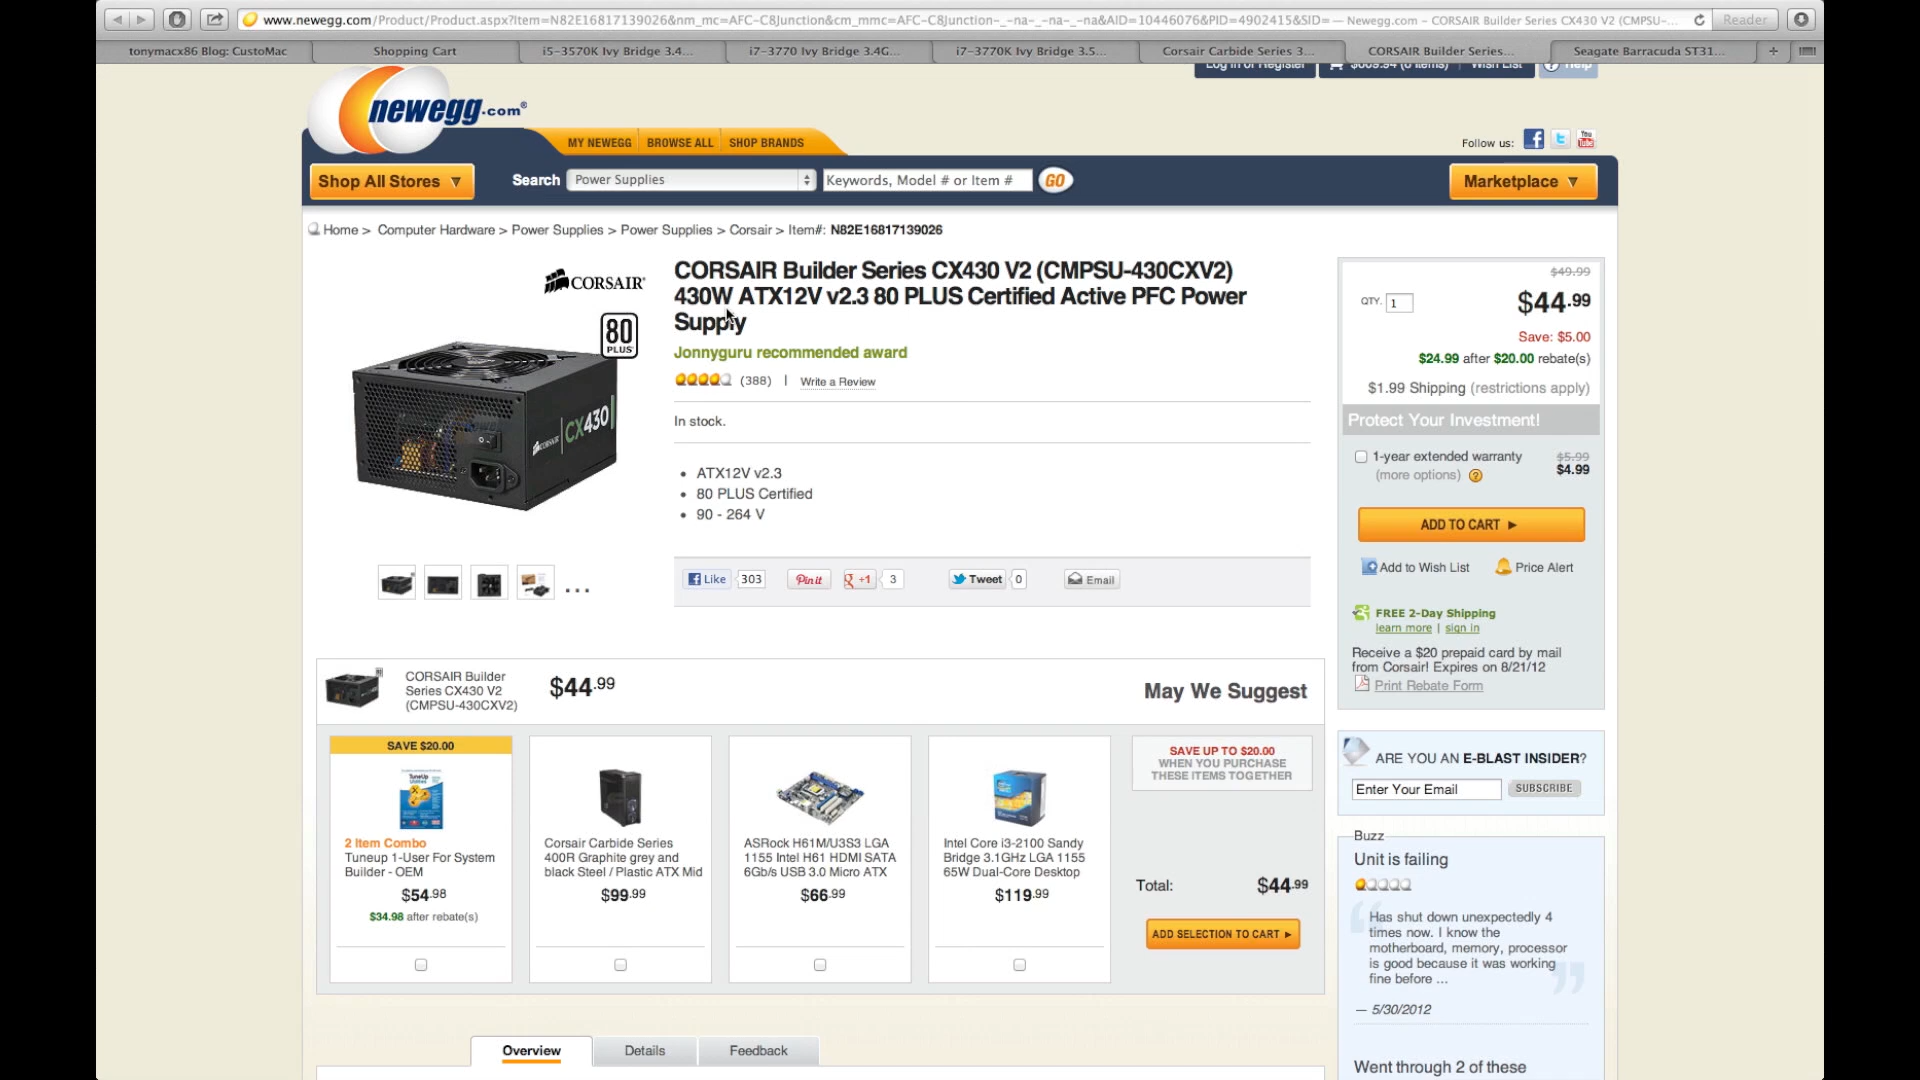 www.newegg.com/Product/Product.aspx?Item=N82E16817139026&nm_mc=AFC-C8Junction&cm_mmc=AFC-C8Junction-_-na-_-na-_-na&AID=10446076&PID=4902415&SID= — Newegg.com – CORSAIR Builder Series CX430 V2 (CMPSU-...
Reader
tonymacx86 Blog: CustoMac
Shopping Cart
i5-3570K Ivy Bridge 3.4...
i7-3770 Ivy Bridge 3.4G...
i7-3770K Ivy Bridge 3.5...
Corsair Carbide Series 3...
CORSAIR Builder Series...
Seagate Barracuda ST31...
+
Log in or Register
Wish List
? Help
newegg.com®
MY NEWEGG
BROWSE ALL
SHOP BRANDS
Follow us:
f
t
You Tube
Shop All Stores ▼
Search
Power Supplies
Keywords, Model # or Item #
GO
Marketplace ▼
Home > Computer Hardware > Power Supplies > Power Supplies > Corsair > Item#: N82E16817139026
CORSAIR
80
PLUS
CORSAIR CX430
CORSAIR Builder Series CX430 V2 (CMPSU-430CXV2)
430W ATX12V v2.3 80 PLUS Certified Active PFC Power
Supply
Jonnyguru recommended award
(388) | Write a Review
In stock.
• ATX12V v2.3
• 80 PLUS Certified
• 90 - 264 V
...
f Like 303
Pin it
g +1 3
Tweet 0
Email
$49.99
QTY. 1
$44.99
Save: $5.00
$24.99 after $20.00 rebate(s)
$1.99 Shipping (restrictions apply)
Protect Your Investment!
1-year extended warranty
$5.99
(more options) ?
$4.99
ADD TO CART ►
Add to Wish List
Price Alert
FREE 2-Day Shipping
learn more | sign in
Receive a $20 prepaid card by mail
from Corsair! Expires on 8/21/12
Print Rebate Form
CORSAIR Builder
Series CX430 V2
(CMPSU-430CXV2)
$44.99
May We Suggest
SAVE $20.00
TuneUp
2 Item Combo
Tuneup 1-User For System
Builder - OEM
$54.98
$34.98 after rebate(s)
Corsair Carbide Series
400R Graphite grey and
black Steel / Plastic ATX Mid
$99.99
ASRock H61M/U3S3 LGA
1155 Intel H61 HDMI SATA
6Gb/s USB 3.0 Micro ATX
$66.99
Intel Core i3-2100 Sandy
Bridge 3.1GHz LGA 1155
65W Dual-Core Desktop
$119.99
SAVE UP TO $20.00
WHEN YOU PURCHASE
THESE ITEMS TOGETHER
Total:
$44.99
ADD SELECTION TO CART ►
ARE YOU AN E-BLAST INSIDER?
Enter Your Email
SUBSCRIBE
Buzz
Unit is failing
Has shut down unexpectedly 4
times now. I know the
motherboard, memory, processor
is good because it was working
fine before ...
— 5/30/2012
Went through 2 of these
Overview
Details
Feedback